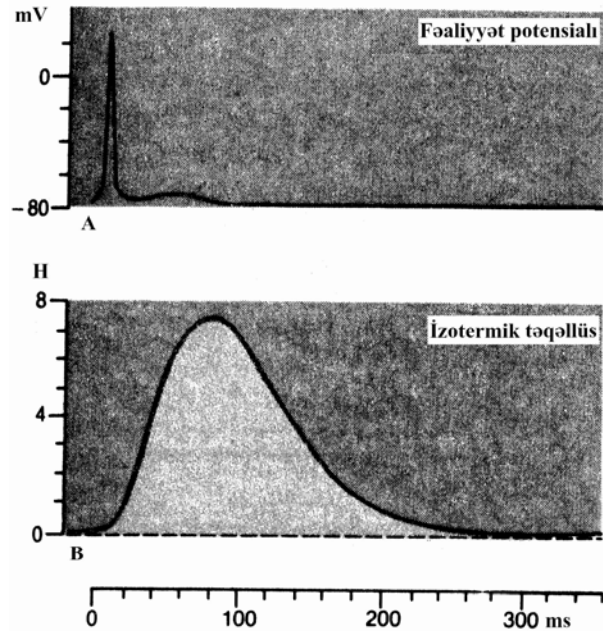 mV
Fəaliyyət potensialı
0
−80
A
H
8
İzotermik təqəllüs
4
0
B
0 100 200 300 ms